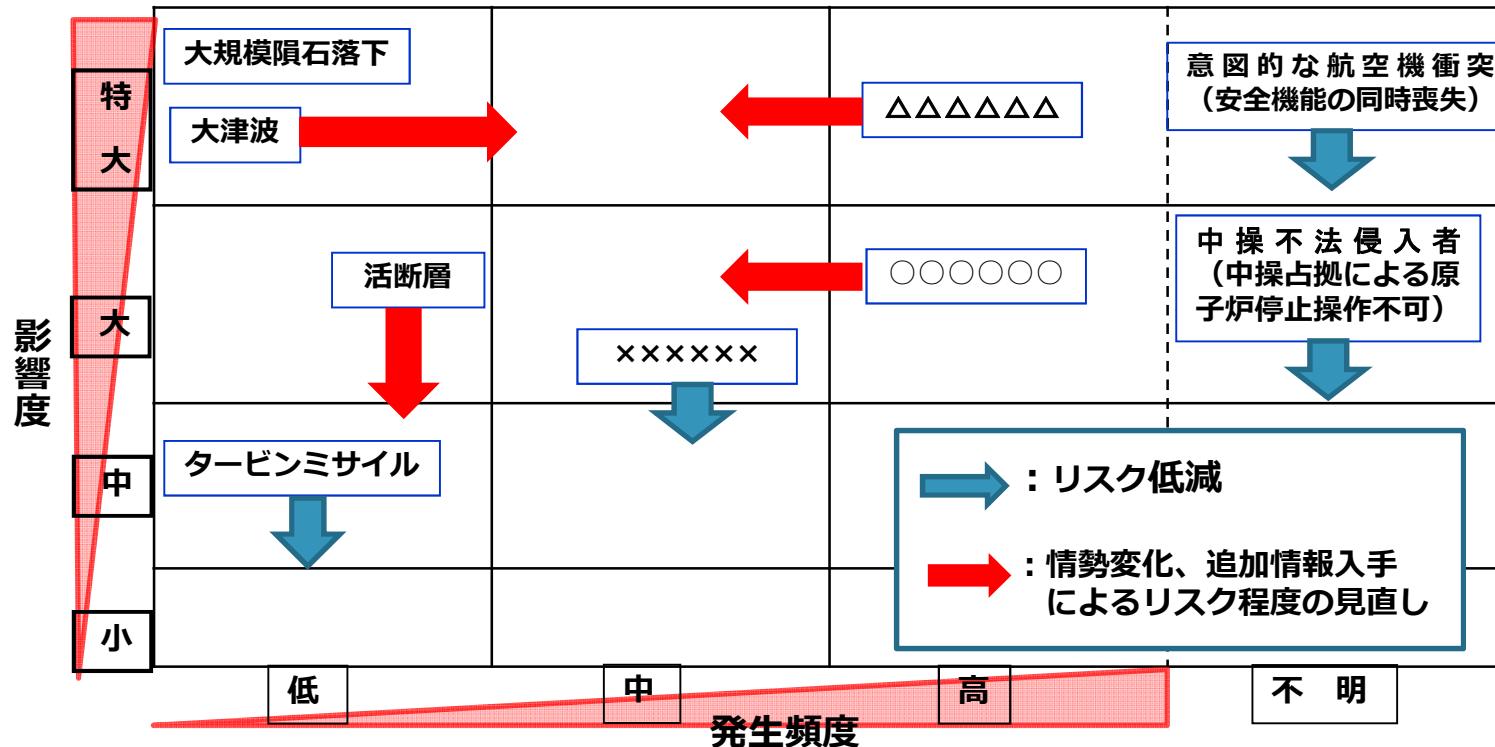 大規模隕石落下
意図的な航空機衝突
（安全機能の同時喪失）
特
大
大津波
△△△△△△
中操不法侵入者
（中操占拠による原
子炉停止操作不可）
活断層
○○○○○○
影響度
大
××××××
タービンミサイル
中
：リスク低減
：情勢変化、追加情報入手
によるリスク程度の見直し
小
低
中
高
不　明
発生頻度